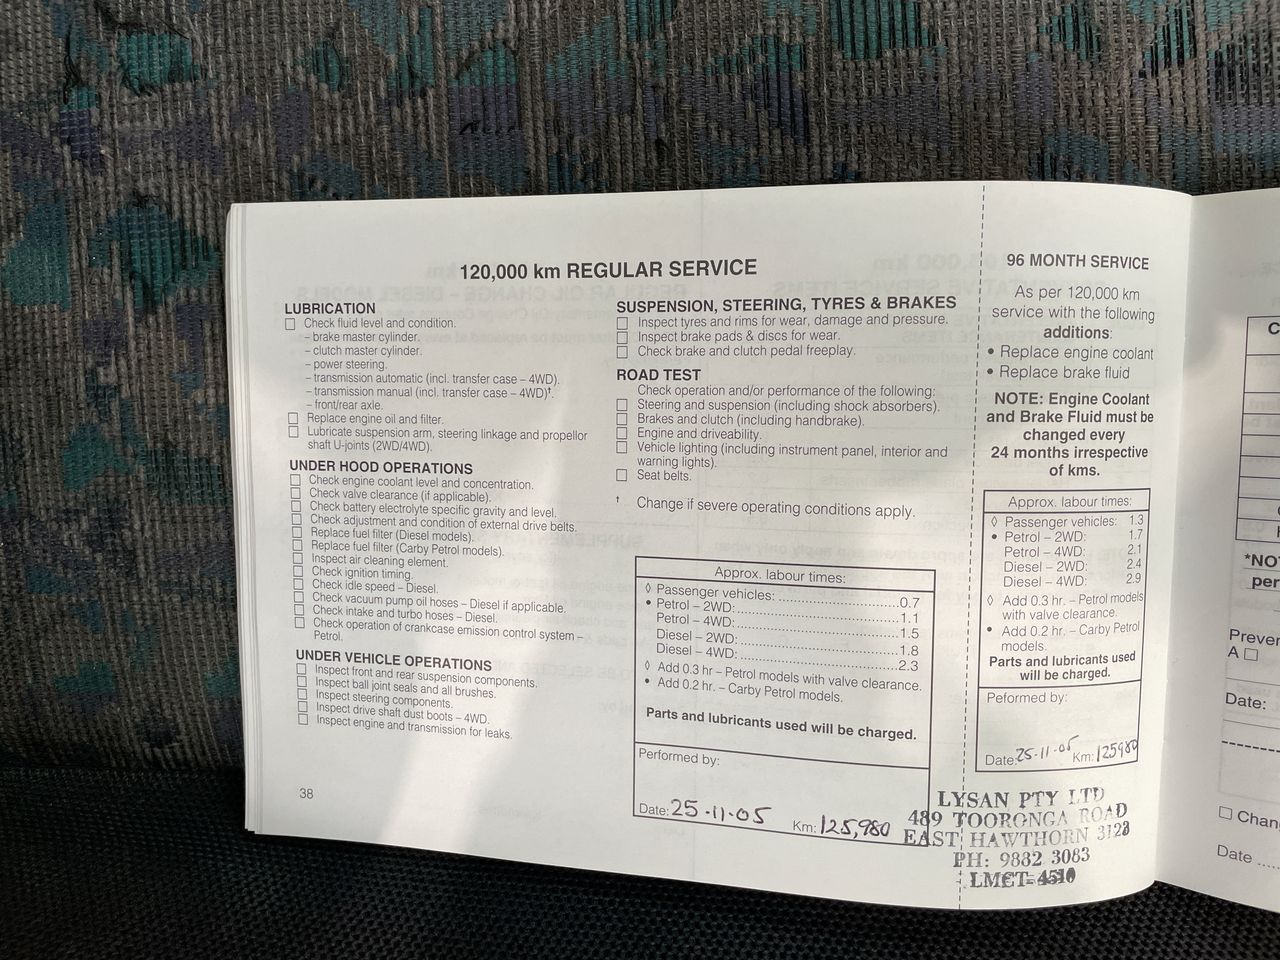 120,000 km REGULAR SERVICE
LUBRICATION
Check fluid level and condition.
– brake master cylinder.
– clutch master cylinder.
– power steering.
– transmission automatic (incl. transfer case – 4WD).
– transmission manual (incl. transfer case – 4WD)†.
– front/rear axle.
Replace engine oil and filter.
Lubricate suspension arm, steering linkage and propellor
shaft U-joints (2WD/4WD).
UNDER HOOD OPERATIONS
Check engine coolant level and concentration.
Check valve clearance (if applicable).
Check battery electrolyte specific gravity and level.
Check adjustment and condition of external drive belts.
Replace fuel filter (Diesel models).
Replace fuel filter (Carby Petrol models).
Inspect air cleaning element.
Check ignition timing.
Check idle speed – Diesel.
Check vacuum pump oil hoses – Diesel if applicable.
Check intake and turbo hoses – Diesel.
Check operation of crankcase emission control system –
Petrol.
UNDER VEHICLE OPERATIONS
Inspect front and rear suspension components.
Inspect ball joint seals and all brushes.
Inspect steering components.
Inspect drive shaft dust boots – 4WD.
Inspect engine and transmission for leaks.
38
SUSPENSION, STEERING, TYRES & BRAKES
Inspect tyres and rims for wear, damage and pressure.
Inspect brake pads & discs for wear.
Check brake and clutch pedal freeplay.
ROAD TEST
Check operation and/or performance of the following:
Steering and suspension (including shock absorbers).
Brakes and clutch (including handbrake).
Engine and driveability.
Vehicle lighting (including instrument panel, interior and
warning lights).
Seat belts.
† Change if severe operating conditions apply.
Approx. labour times:
◊ Passenger vehicles: ..........0.7
• Petrol – 2WD:..........1.1
Petrol – 4WD:..........1.5
Diesel – 2WD:..........1.8
Diesel – 4WD:..........2.3
◊ Add 0.3 hr – Petrol models with valve clearance.
• Add 0.2 hr. – Carby Petrol models.
Parts and lubricants used will be charged.
Performed by:
Date: 25-11-05 Km: 125,980
96 MONTH SERVICE
As per 120,000 km
service with the following
additions:
• Replace engine coolant
• Replace brake fluid
NOTE: Engine Coolant
and Brake Fluid must be
changed every
24 months irrespective
of kms.
Approx. labour times:
◊ Passenger vehicles: 1.3
• Petrol – 2WD: 1.7
Petrol – 4WD: 2.1
Diesel – 2WD: 2.4
Diesel – 4WD: 2.9
◊ Add 0.3 hr. – Petrol models
with valve clearance.
• Add 0.2 hr. – Carby Petrol
models.
Parts and lubricants used
will be charged.
Peformed by:
Date: 25-11-05 Km: 125980
LYSAN PTY LTD
489 TOORONGA ROAD
EAST HAWTHORN 3123
PH: 9882 3083
LMCT 4510
*NO
per
Preve
A
Date:
Chan
Date ....